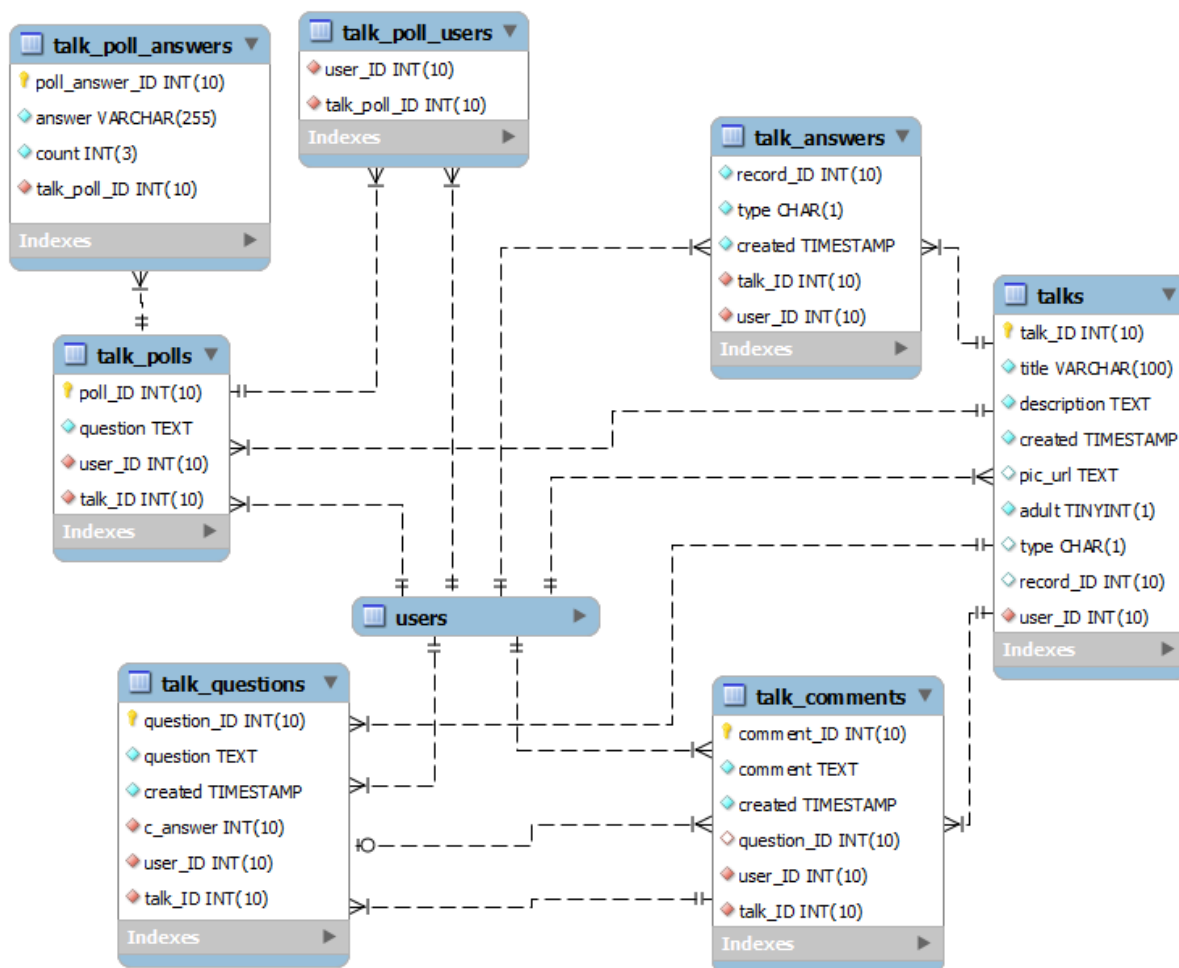 talk_poll_answers
poll_answer_ID INT(10)
answer VARCHAR(255)
count INT(3)
talk_poll_ID INT(10)
Indexes
talk_poll_users
user_ID INT(10)
talk_poll_ID INT(10)
Indexes
talk_answers
record_ID INT(10)
type CHAR(1)
created TIMESTAMP
talk_ID INT(10)
user_ID INT(10)
Indexes
talks
talk_ID INT(10)
title VARCHAR(100)
description TEXT
created TIMESTAMP
pic_url TEXT
adult TINYINT(1)
type CHAR(1)
record_ID INT(10)
user_ID INT(10)
Indexes
talk_polls
poll_ID INT(10)
question TEXT
user_ID INT(10)
talk_ID INT(10)
Indexes
users
talk_questions
question_ID INT(10)
question TEXT
created TIMESTAMP
c_answer INT(10)
user_ID INT(10)
talk_ID INT(10)
Indexes
talk_comments
comment_ID INT(10)
comment TEXT
created TIMESTAMP
question_ID INT(10)
user_ID INT(10)
talk_ID INT(10)
Indexes